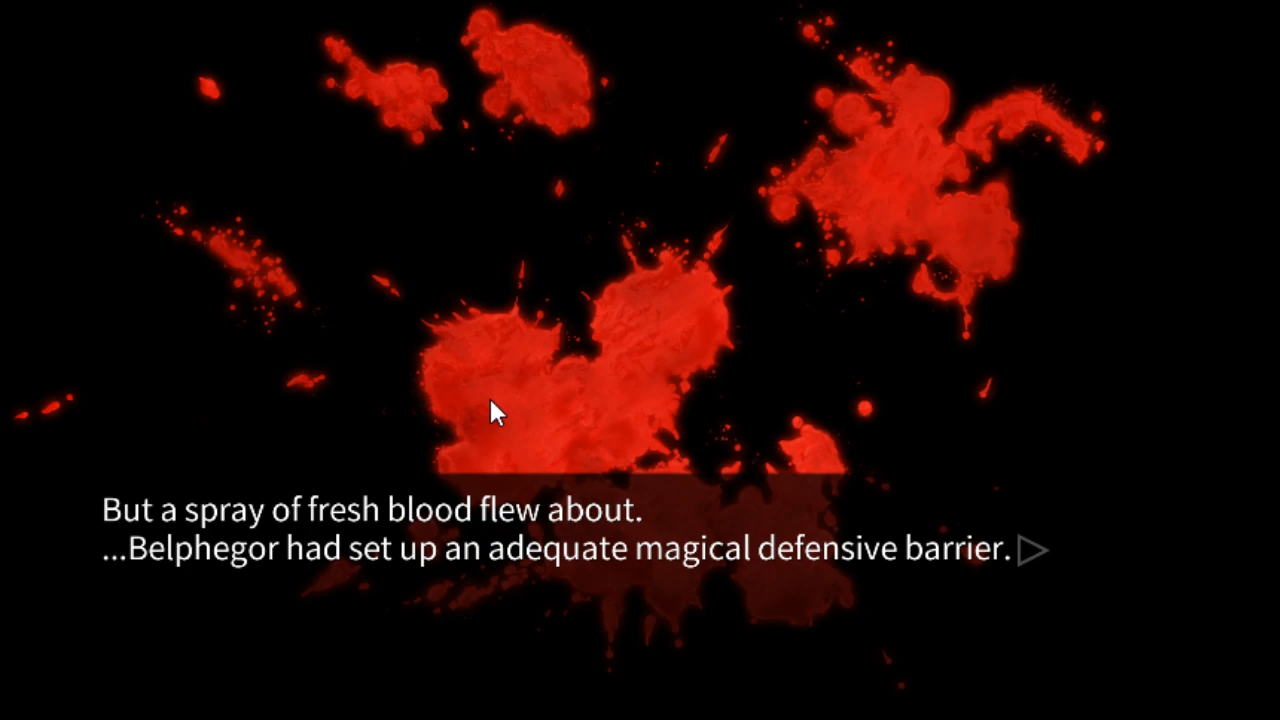 But a spray of fresh blood flew about.
...Belphegor had set up an adequate magical defensive barrier.